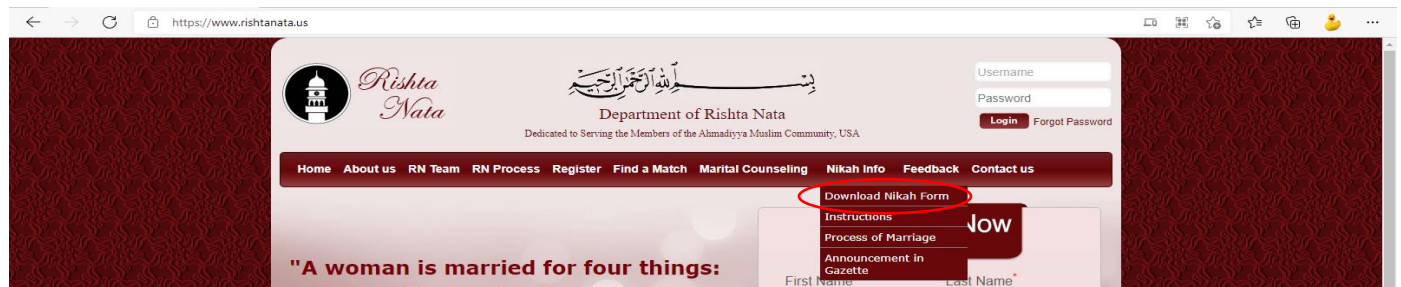 https://www.rishtanata.us
Rishta
Nata
بِسْمِ اللهِ الرَّحْمٰنِ الرَّحِيْمِ
Department of Rishta Nata
Dedicated to Serving the Members of the Ahmadiyya Muslim Community, USA
Username
Password
Login Forgot Password
Home About us RN Team RN Process Register Find a Match Marital Counseling Nikah Info Feedback Contact us
Download Nikah Form
Instructions
Process of Marriage
Announcement in
Gazette
Now
"A woman is married for four things:
First Name
Last Name*